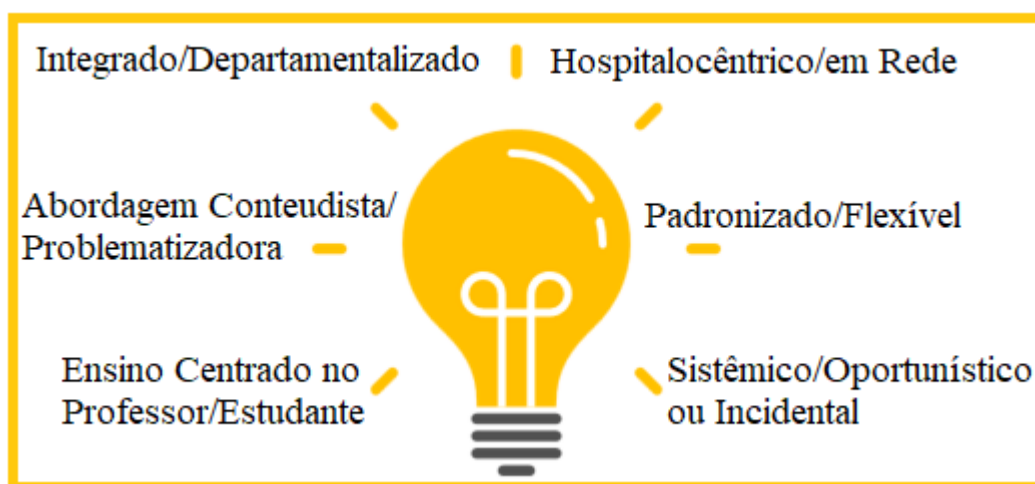 Integrado/Departamentalizado
Hospitalocêntrico/em Rede
Abordagem Conteudista/
Problematizadora
Padronizado/Flexível
Ensino Centrado no
Professor/Estudante
Sistêmico/Oportunístico
ou Incidental